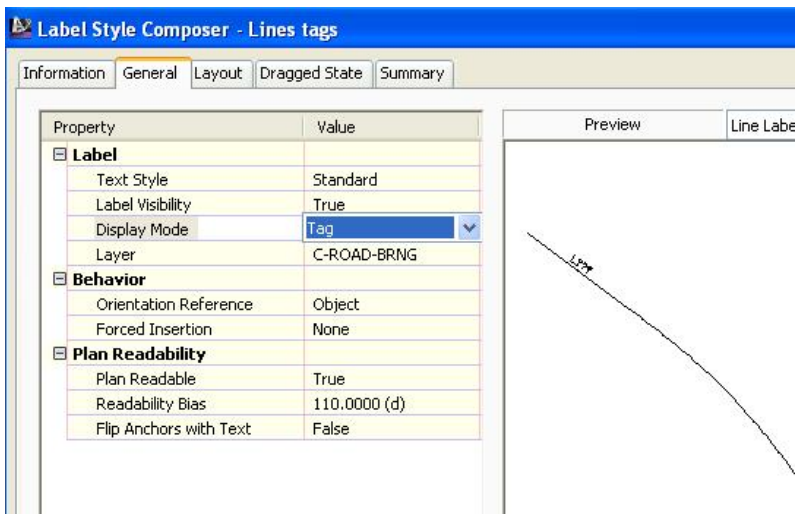 Label Style Composer - Lines tags
Information General Layout Dragged State Summary
Property Value
Label
Text Style Standard
Label Visibility True
Display Mode Tag
Layer C-ROAD-BRNG
Behavior
Orientation Reference Object
Forced Insertion None
Plan Readability
Plan Readable True
Readability Bias 110.0000 (d)
Flip Anchors with Text False
Preview Line Labe